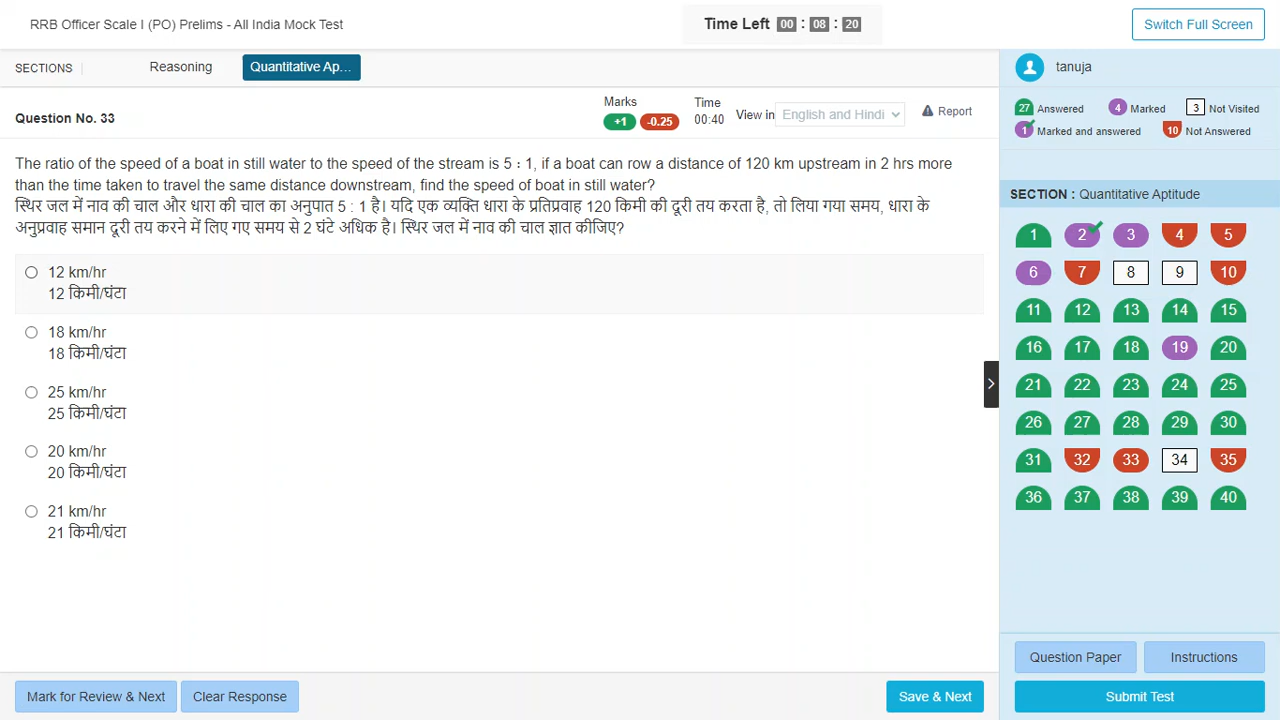 RRB Officer Scale I (PO) Prelims - All India Mock Test
Time Left 00 : 08 : 20
Switch Full Screen
SECTIONS
Reasoning
Quantitative Ap...
tanuja
Question No. 33
Marks
+1 -0.25
Time
00:40
View in English and Hindi
Report
27 Answered
4 Marked
3 Not Visited
1 Marked and answered
10 Not Answered
The ratio of the speed of a boat in still water to the speed of the stream is 5 : 1, if a boat can row a distance of 120 km upstream in 2 hrs more
than the time taken to travel the same distance downstream, find the speed of boat in still water?
स्थिर जल में नाव की चाल और धारा की चाल का अनुपात 5 : 1 है। यदि एक व्यक्ति धारा के प्रतिप्रवाह 120 किमी की दूरी तय करता है, तो लिया गया समय, धारा के
अनुप्रवाह समान दूरी तय करने में लिए गए समय से 2 घंटे अधिक है। स्थिर जल में नाव की चाल ज्ञात कीजिए?
12 km/hr
12 किमी/घंटा
18 km/hr
18 किमी/घंटा
25 km/hr
25 किमी/घंटा
20 km/hr
20 किमी/घंटा
21 km/hr
21 किमी/घंटा
SECTION : Quantitative Aptitude
1 2 3 4 5
6 7 8 9 10
11 12 13 14 15
16 17 18 19 20
21 22 23 24 25
26 27 28 29 30
31 32 33 34 35
36 37 38 39 40
Question Paper
Instructions
Mark for Review & Next
Clear Response
Save & Next
Submit Test